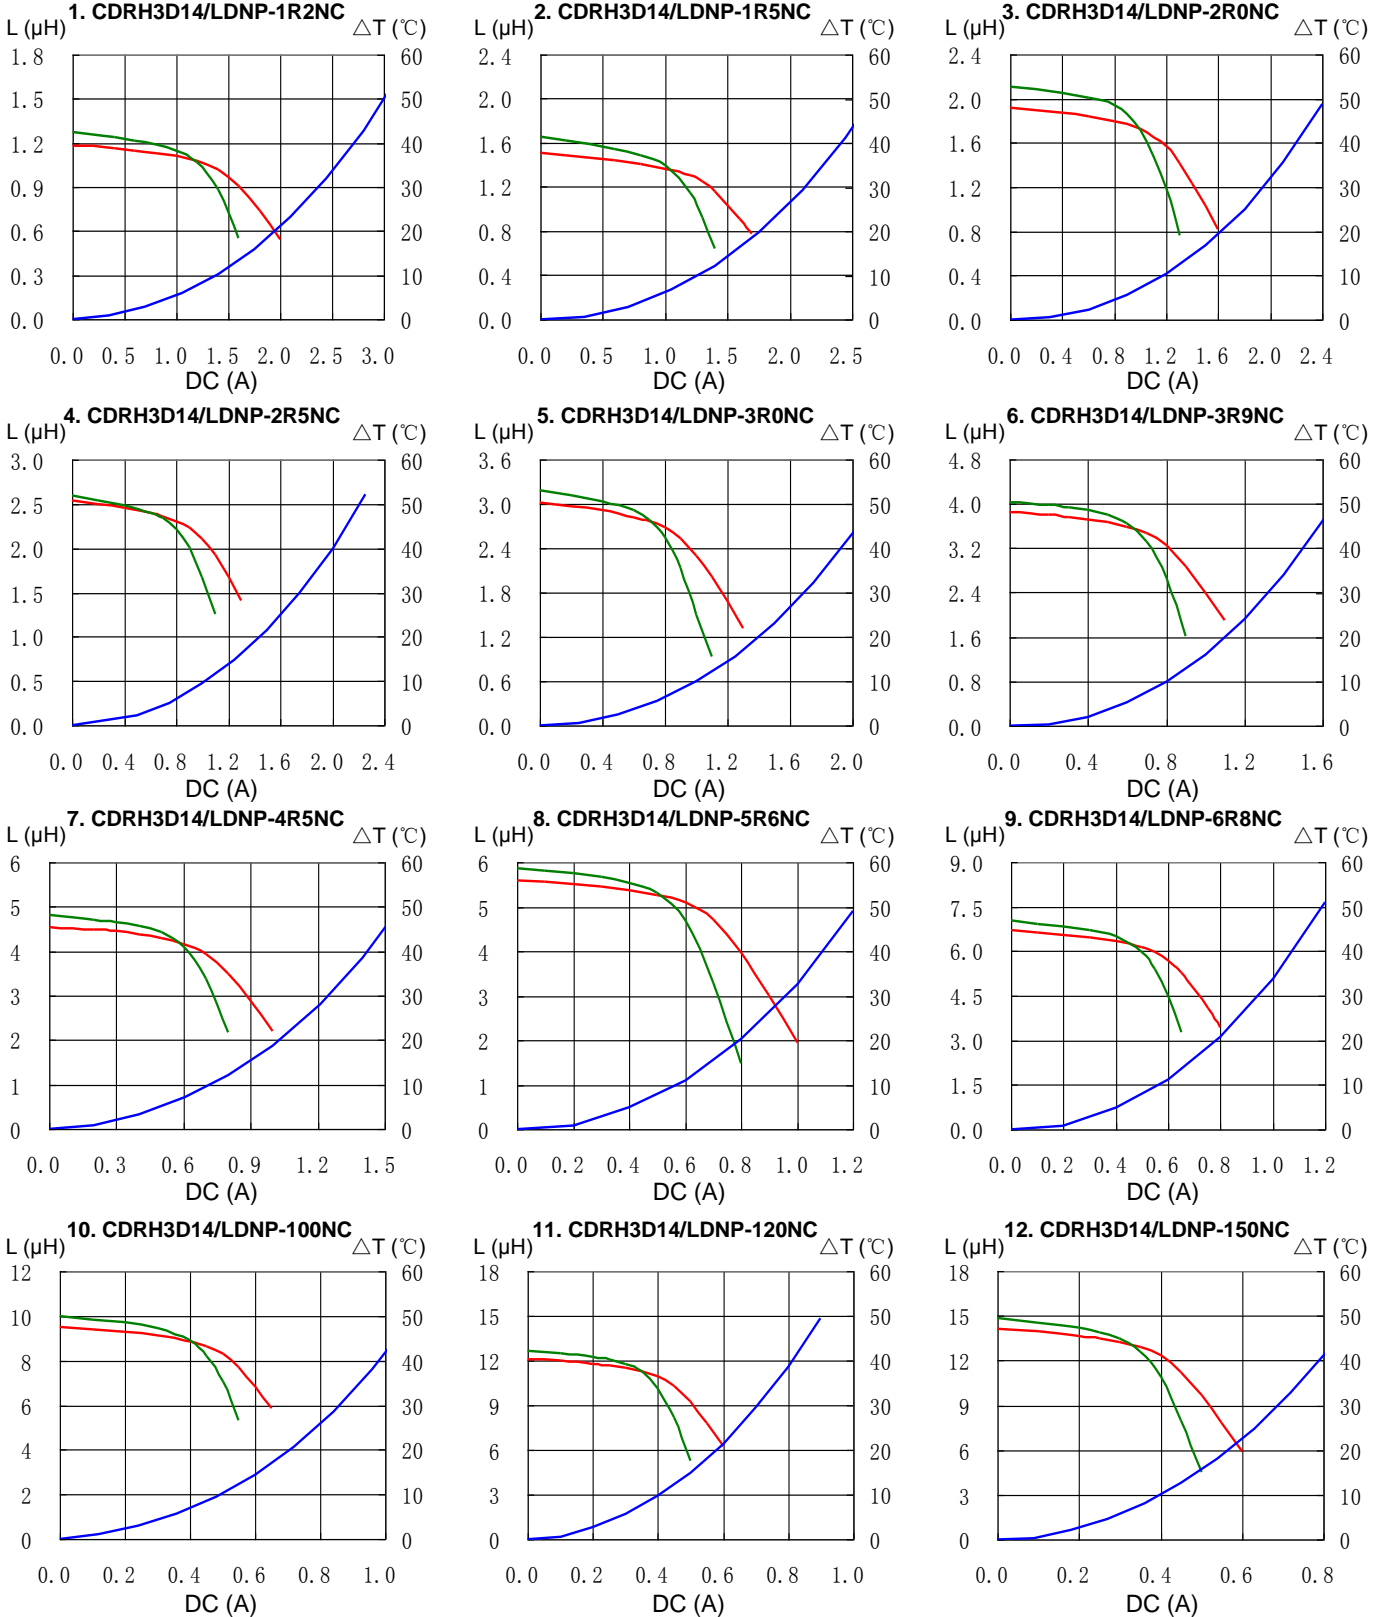 1. CDRH3D14/LDNP-1R2NC
L (μH)
△T (℃)
1.8
1.5
1.2
0.9
0.6
0.3
0.0
60
50
40
30
20
10
0
0.0 0.5 1.0 1.5 2.0 2.5 3.0
DC (A)
2. CDRH3D14/LDNP-1R5NC
L (μH)
△T (℃)
2.4
2.0
1.6
1.2
0.8
0.4
0.0
60
50
40
30
20
10
0
0.0 0.5 1.0 1.5 2.0 2.5
DC (A)
3. CDRH3D14/LDNP-2R0NC
L (μH)
△T (℃)
2.4
2.0
1.6
1.2
0.8
0.4
0.0
60
50
40
30
20
10
0
0.0 0.4 0.8 1.2 1.6 2.0 2.4
DC (A)
4. CDRH3D14/LDNP-2R5NC
L (μH)
△T (℃)
3.0
2.5
2.0
1.5
1.0
0.5
0.0
60
50
40
30
20
10
0
0.0 0.4 0.8 1.2 1.6 2.0 2.4
DC (A)
5. CDRH3D14/LDNP-3R0NC
L (μH)
△T (℃)
3.6
3.0
2.4
1.8
1.2
0.6
0.0
60
50
40
30
20
10
0
0.0 0.4 0.8 1.2 1.6 2.0
DC (A)
6. CDRH3D14/LDNP-3R9NC
L (μH)
△T (℃)
4.8
4.0
3.2
2.4
1.6
0.8
0.0
60
50
40
30
20
10
0
0.0 0.4 0.8 1.2 1.6
DC (A)
7. CDRH3D14/LDNP-4R5NC
L (μH)
△T (℃)
6
5
4
3
2
1
0
60
50
40
30
20
10
0
0.0 0.3 0.6 0.9 1.2 1.5
DC (A)
8. CDRH3D14/LDNP-5R6NC
L (μH)
△T (℃)
6
5
4
3
2
1
0
60
50
40
30
20
10
0
0.0 0.2 0.4 0.6 0.8 1.0 1.2
DC (A)
9. CDRH3D14/LDNP-6R8NC
L (μH)
△T (℃)
9.0
7.5
6.0
4.5
3.0
1.5
0.0
60
50
40
30
20
10
0
0.0 0.2 0.4 0.6 0.8 1.0 1.2
DC (A)
10. CDRH3D14/LDNP-100NC
L (μH)
△T (℃)
12
10
8
6
4
2
0
60
50
40
30
20
10
0
0.0 0.2 0.4 0.6 0.8 1.0
DC (A)
11. CDRH3D14/LDNP-120NC
L (μH)
△T (℃)
18
15
12
9
6
3
0
60
50
40
30
20
10
0
0.0 0.2 0.4 0.6 0.8 1.0
DC (A)
12. CDRH3D14/LDNP-150NC
L (μH)
△T (℃)
18
15
12
9
6
3
0
60
50
40
30
20
10
0
0.0 0.2 0.4 0.6 0.8
DC (A)